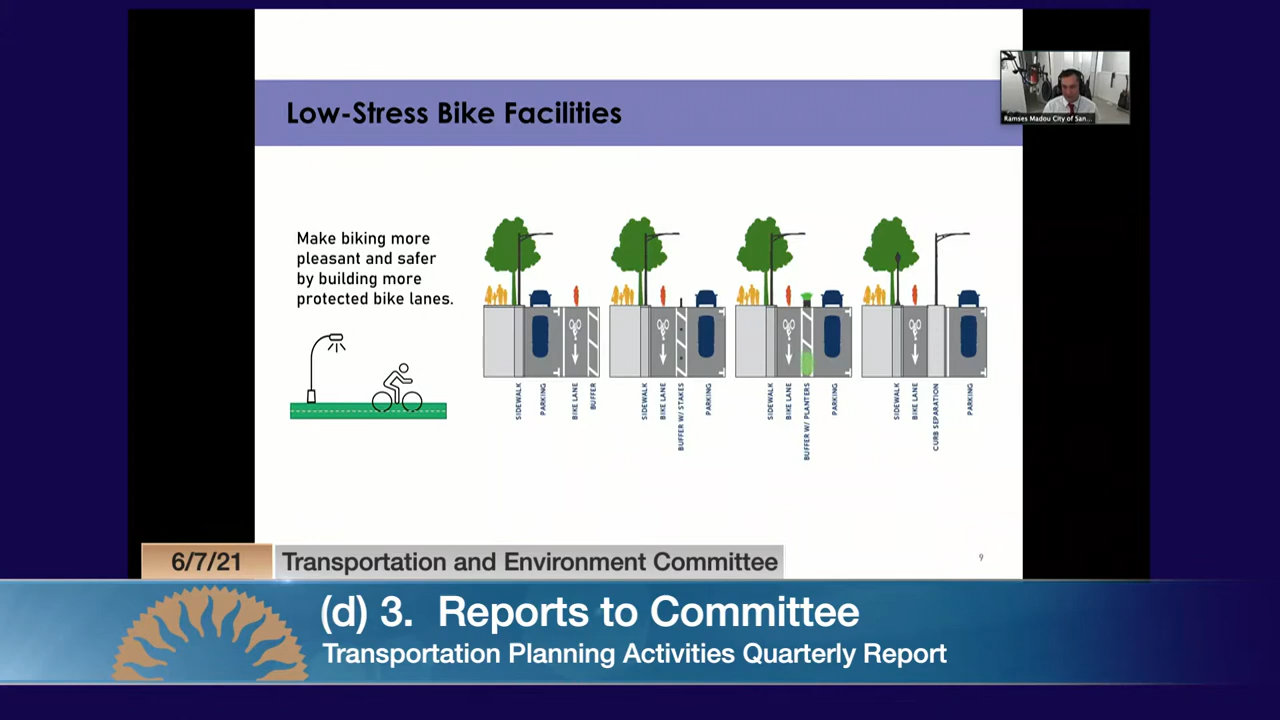 Low-Stress Bike Facilities
Ramses Madou City of San...
Make biking more
pleasant and safer
by building more
protected bike lanes.
SIDEWALK
PARKING
BIKE LANE
BUFFER
SIDEWALK
BIKE LANE
BUFFER W/ STAKES
PARKING
SIDEWALK
BIKE LANE
BUFFER W/ PLANTERS
PARKING
SIDEWALK
BIKE LANE
CURB SEPARATION
PARKING
9
6/7/21
Transportation and Environment Committee
(d) 3. Reports to Committee
Transportation Planning Activities Quarterly Report